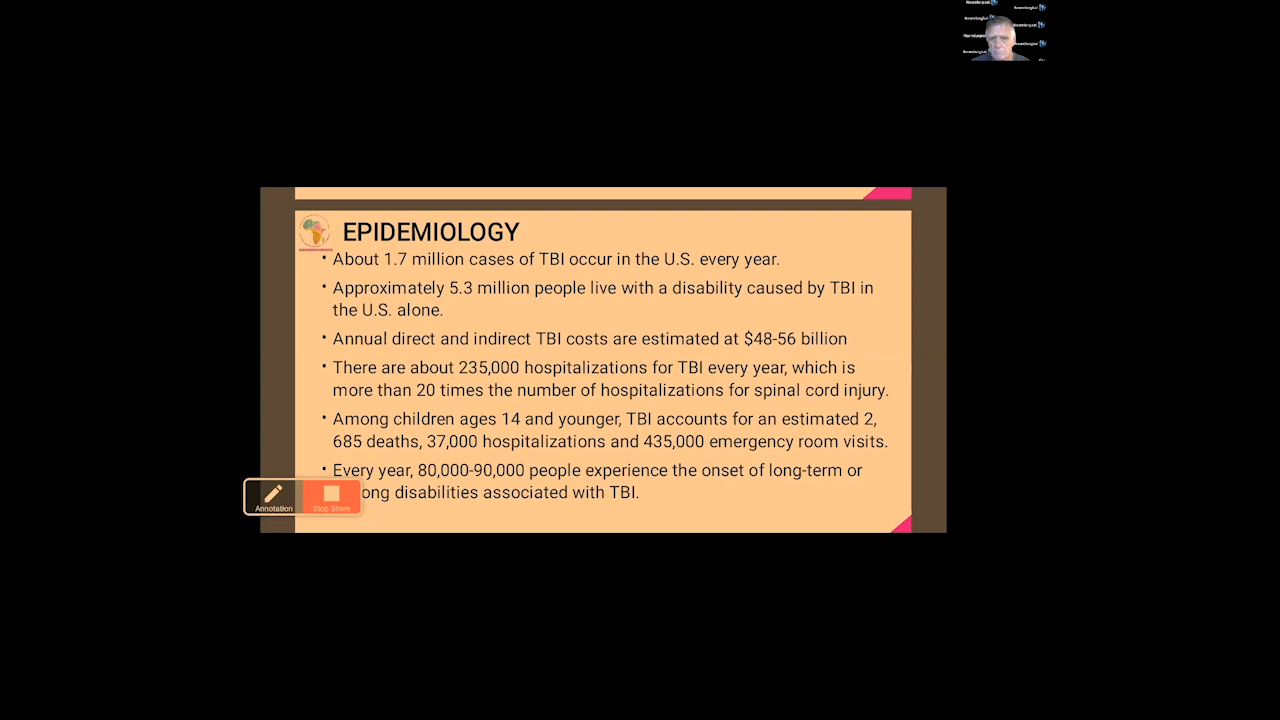 EPIDEMIOLOGY
• About 1.7 million cases of TBI occur in the U.S. every year.
• Approximately 5.3 million people live with a disability caused by TBI in
the U.S. alone.
• Annual direct and indirect TBI costs are estimated at $48-56 billion
• There are about 235,000 hospitalizations for TBI every year, which is
more than 20 times the number of hospitalizations for spinal cord injury.
• Among children ages 14 and younger, TBI accounts for an estimated 2,
685 deaths, 37,000 hospitalizations and 435,000 emergency room visits.
• Every year, 80,000-90,000 people experience the onset of long-term or
ong disabilities associated with TBI.
Annotation
Stop Share